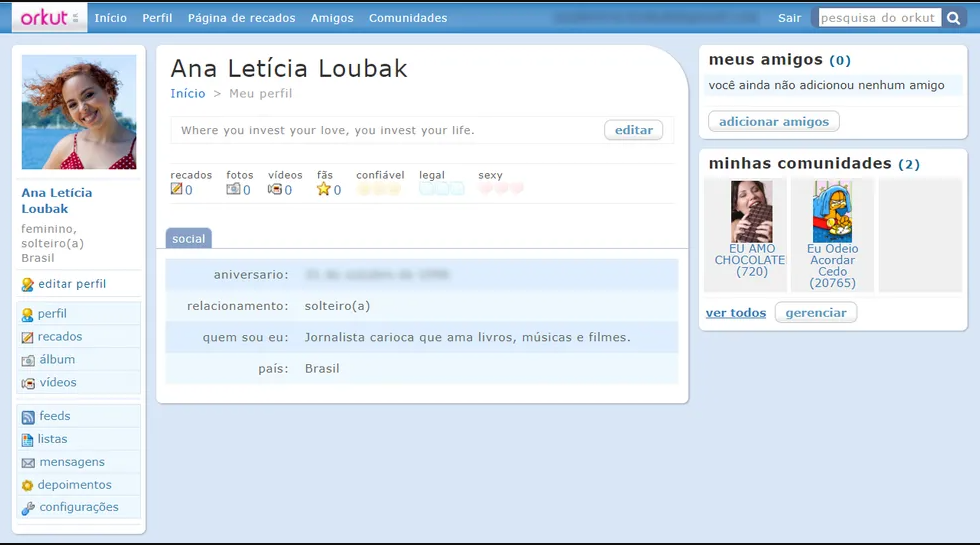 orkut
Início Perfil Página de recados Amigos Comunidades
Sair
pesquisa do orkut
Ana Letícia
Loubak
feminino,
solteiro(a)
Brasil
editar perfil
perfil
recados
álbum
vídeos
feeds
listas
mensagens
depoimentos
configurações
Ana Letícia Loubak
Início > Meu perfil
Where you invest your love, you invest your life.
editar
recados fotos vídeos fãs confiável legal sexy
0 0 0 0
social
aniversario:
relacionamento: solteiro(a)
quem sou eu: Jornalista carioca que ama livros, músicas e filmes.
país: Brasil
meus amigos (0)
você ainda não adicionou nenhum amigo
adicionar amigos
minhas comunidades (2)
EU AMO
CHOCOLATE
(720)
Eu Odeio
Acordar
Cedo
(20765)
ver todos gerenciar